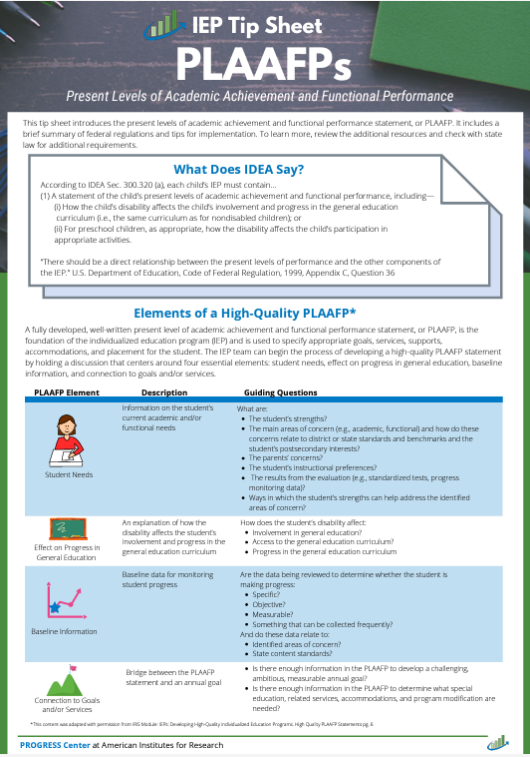 IEP Tip Sheet
PLAAFPs
Present Levels of Academic Achievement and Functional Performance
This tip sheet introduces the present levels of academic achievement and functional performance statement, or PLAAFP. It includes a
brief summary of federal regulations and tips for implementation. To learn more, review the additional resources and check with state
law for additional requirements.
What Does IDEA Say?
According to IDEA Sec. 300.320 (a), each child's IEP must contain...
(1) A statement of the child's present levels of academic achievement and functional performance, including—
(i) How the child's disability affects the child's involvement and progress in the general education
curriculum (i.e., the same curriculum as for nondisabled children); or
(ii) For preschool children, as appropriate, how the disability affects the child's participation in
appropriate activities.
"There should be a direct relationship between the present levels of performance and the other components of
the IEP." U.S. Department of Education, Code of Federal Regulation, 1999, Appendix C, Question 36
Elements of a High-Quality PLAAFP*
A fully developed, well-written present level of academic achievement and functional performance statement, or PLAAFP, is the
foundation of the individualized education program (IEP) and is used to specify appropriate goals, services, supports,
accommodations, and placement for the student. The IEP team can begin the process of developing a high-quality PLAAFP statement
by holding a discussion that centers around four essential elements: student needs, effect on progress in general education, baseline
information, and connection to goals and/or services.
PLAAFP Element Description Guiding Questions
Student Needs
Information on the student's
current academic and/or
functional needs
What are:
• The student's strengths?
• The main areas of concern (e.g., academic, functional) and how do these
concerns relate to district or state standards and benchmarks and the
student's postsecondary interests?
• The parents' concerns?
• The student's instructional preferences?
• The results from the evaluation (e.g., standardized tests, progress
monitoring data)?
• Ways in which the student's strengths can help address the identified
areas of concern?
Effect on Progress in
General Education
An explanation of how the
disability affects the student's
involvement and progress in the
general education curriculum
How does the student's disability affect:
• Involvement in general education?
• Access to the general education curriculum?
• Progress in the general education curriculum
Baseline Information
Baseline data for monitoring
student progress
Are the data being reviewed to determine whether the student is
making progress:
• Specific?
• Objective?
• Measurable?
• Something that can be collected frequently?
And do these data relate to:
• Identified areas of concern?
• State content standards?
Connection to Goals
and/or Services
Bridge between the PLAAFP
statement and an annual goal
• Is there enough information in the PLAAFP to develop a challenging,
ambitious, measurable annual goal?
• Is there enough information in the PLAAFP to determine what special
education, related services, accommodations, and program modification are
needed?
*This content was adapted with permission from IRIS Module: IEPs: Developing High-Quality Individualized Education Programs. High Quality PLAAFP Statements pg. 6
PROGRESS Center at American Institutes for Research